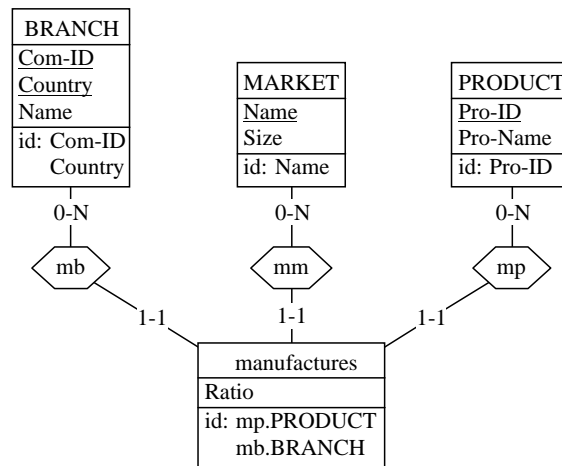 BRANCH
Com-ID
Country
Name
id: Com-ID
Country
MARKET
Name
Size
id: Name
PRODUCT
Pro-ID
Pro-Name
id: Pro-ID
0-N
0-N
0-N
mb
mm
mp
1-1
1-1
1-1
manufactures
Ratio
id: mp.PRODUCT
mb.BRANCH